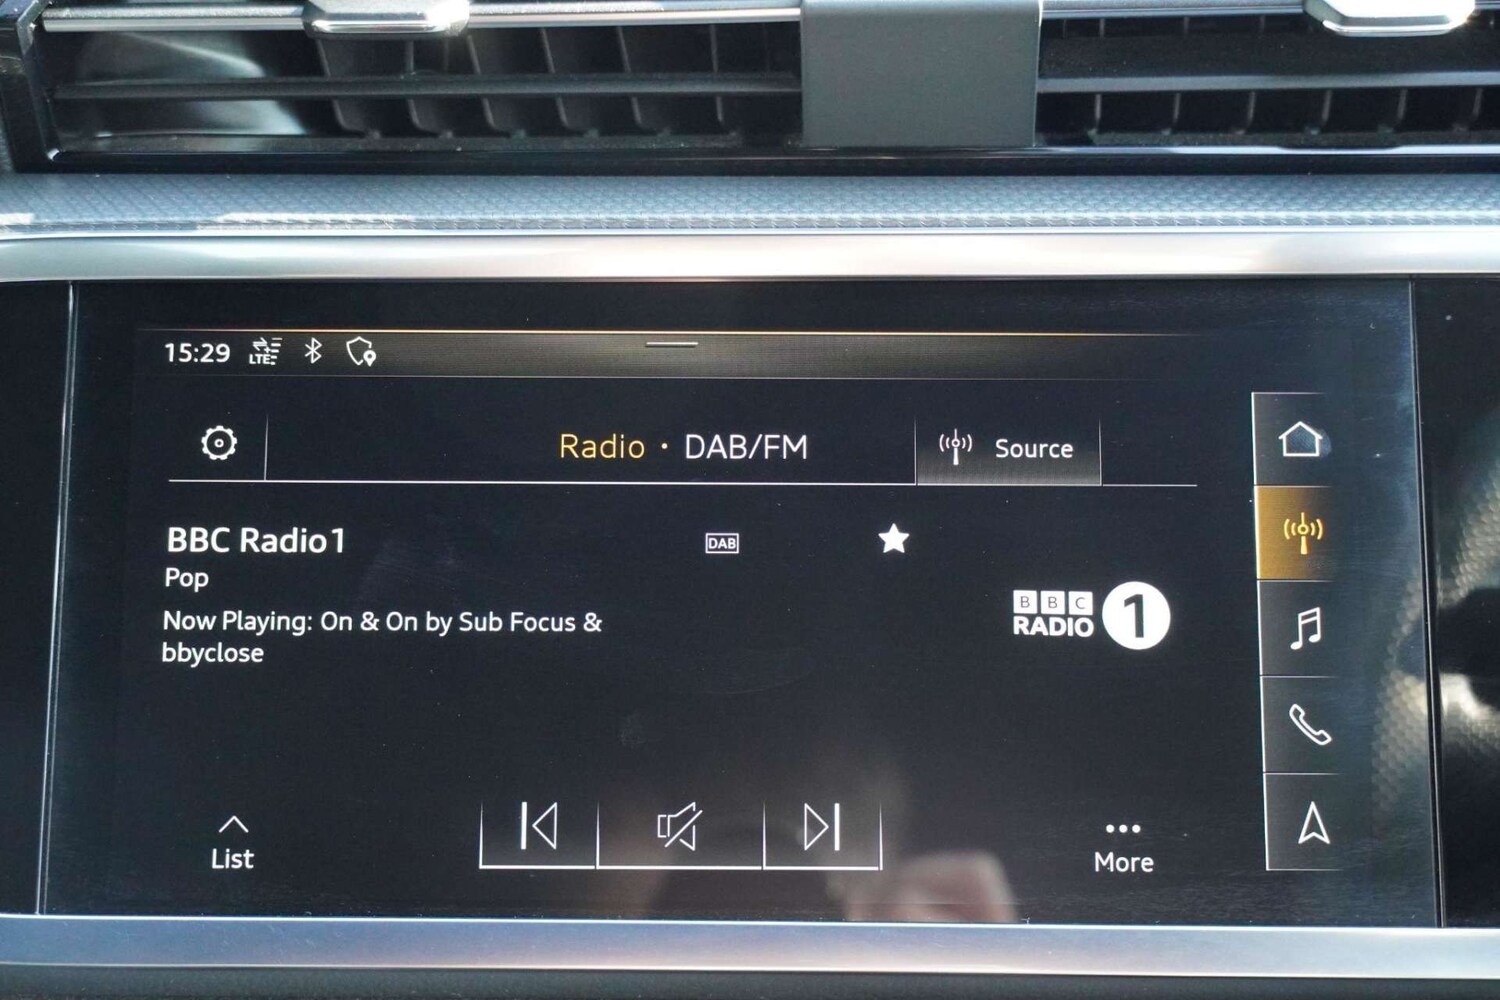 15:29 LTE
Radio · DAB/FM
Source
BBC Radio 1
DAB
Pop
Now Playing: On & On by Sub Focus &
bbyclose
BBC
RADIO 1
List
More